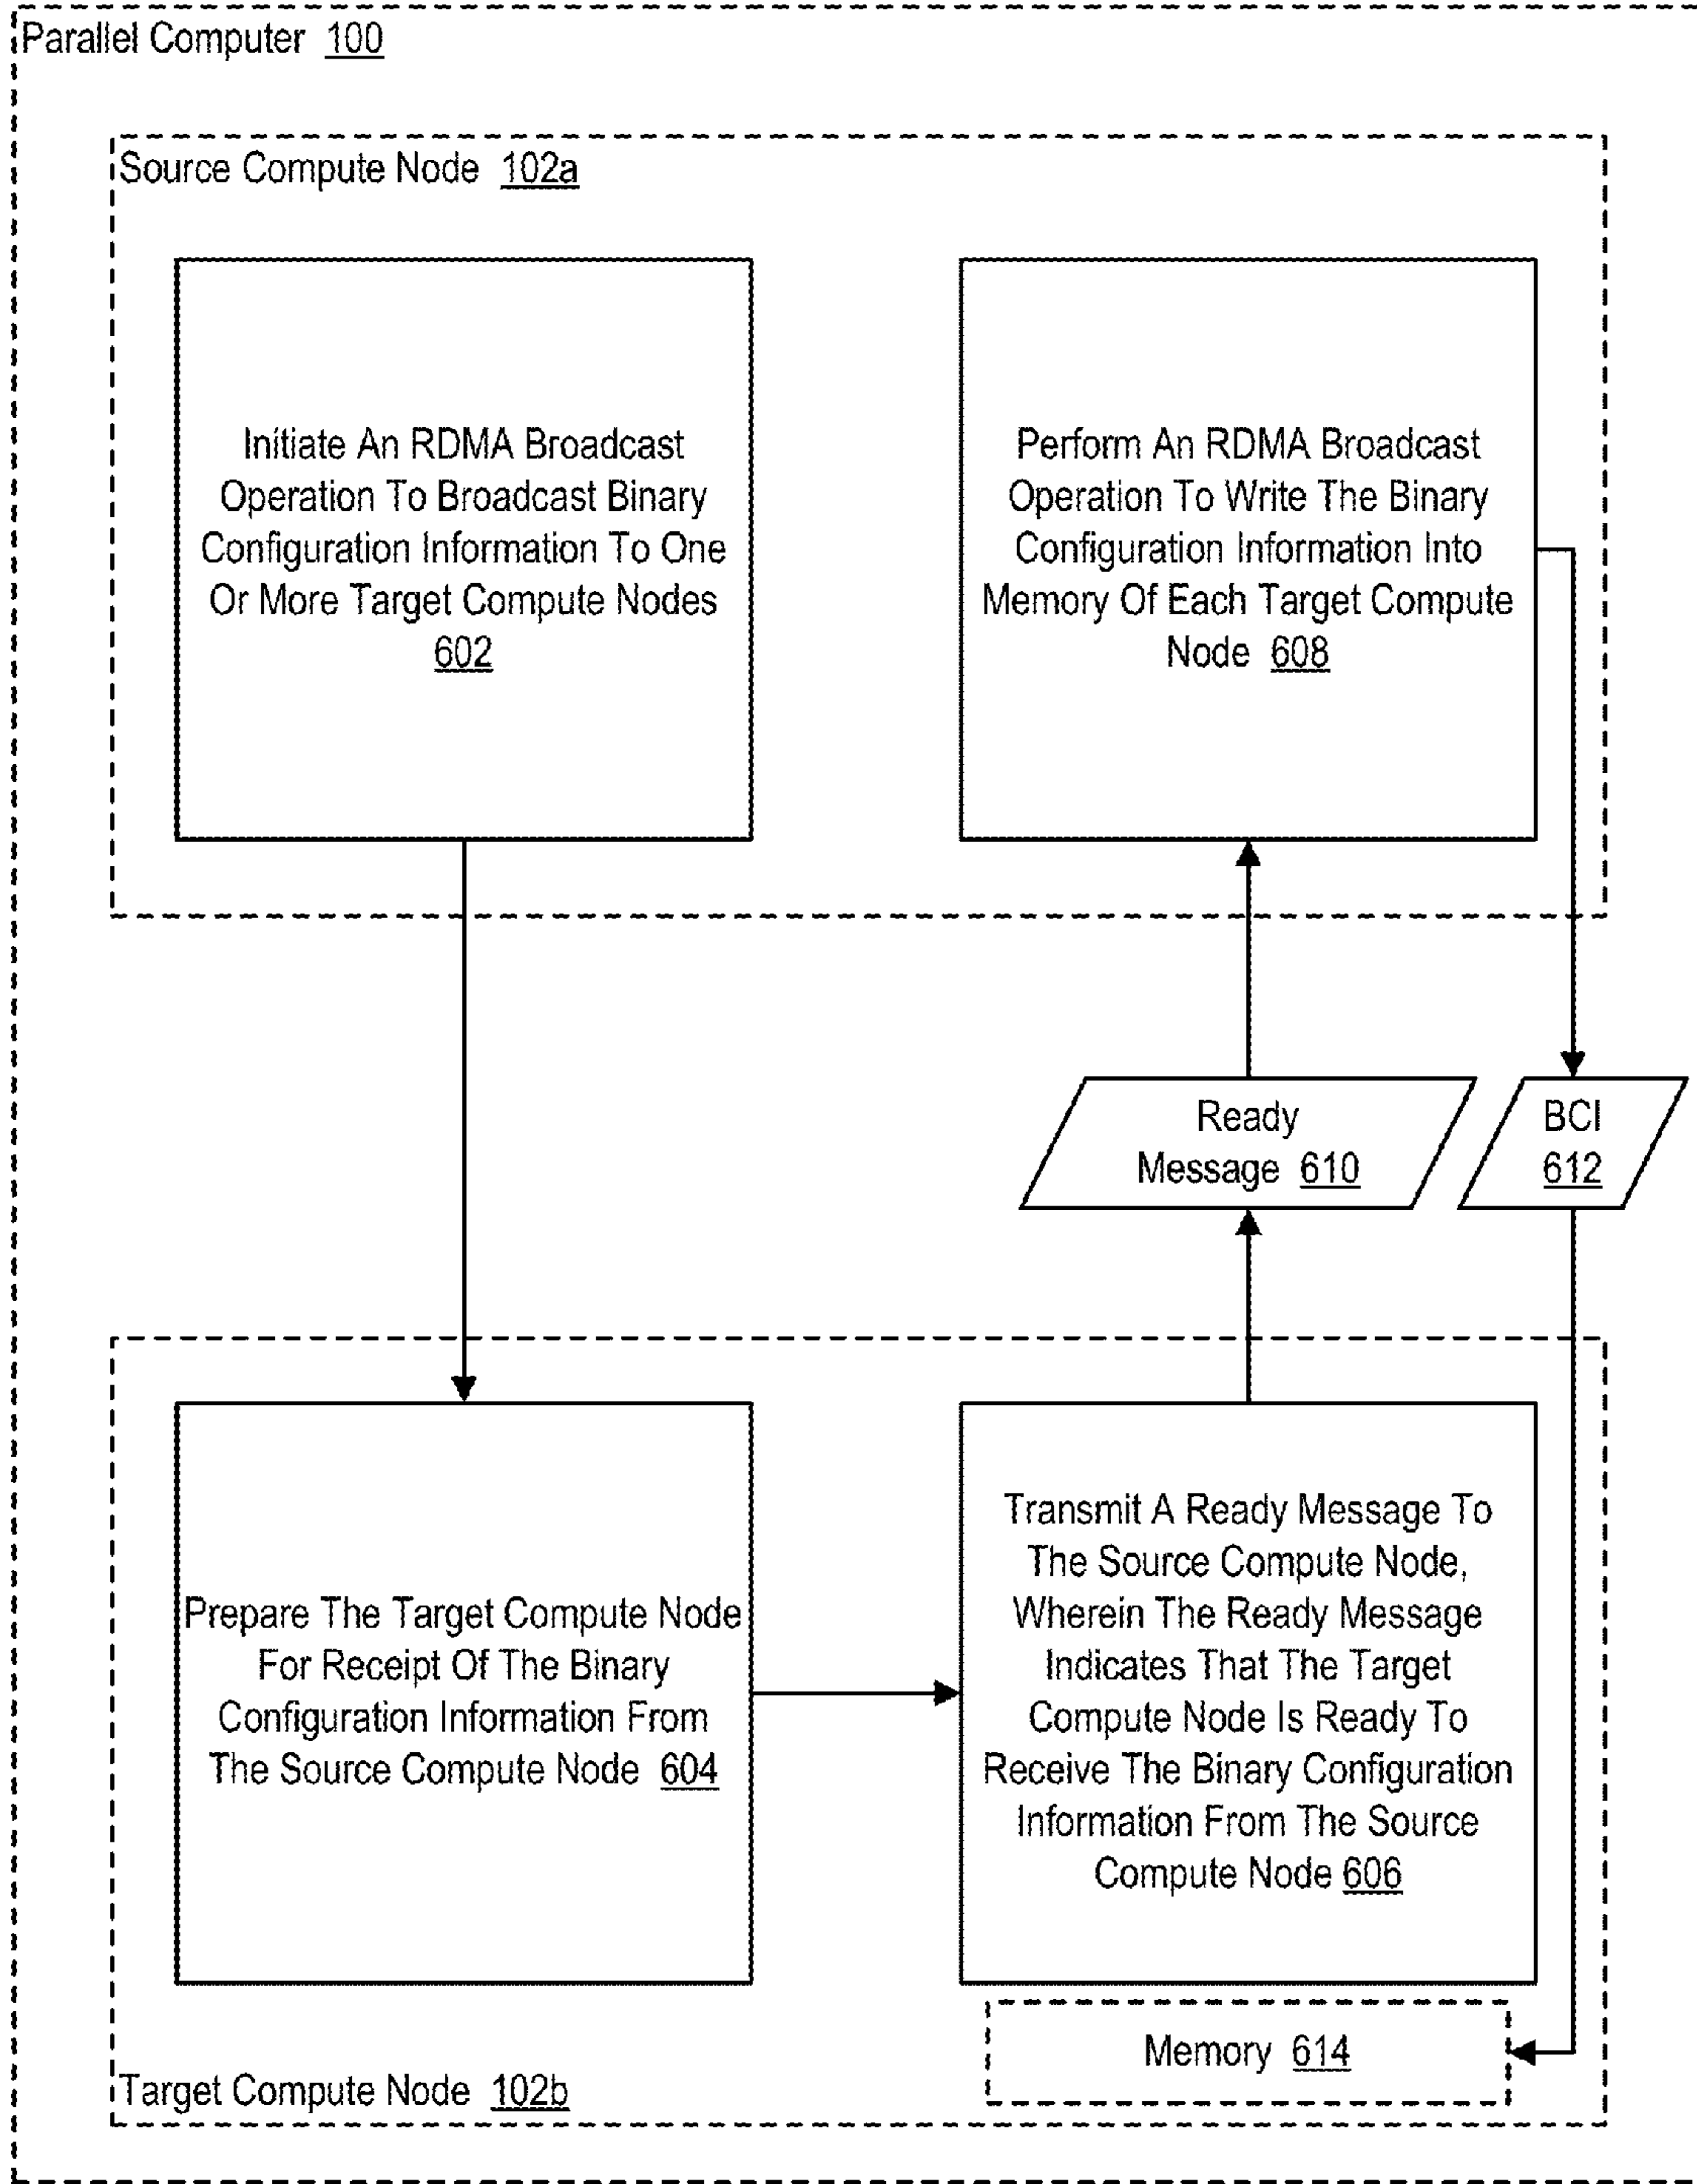 Parallel Computer 100
Source Compute Node 102a
Initiate An RDMA Broadcast
Operation To Broadcast Binary
Configuration Information To One
Or More Target Compute Nodes
602
Perform An RDMA Broadcast
Operation To Write The Binary
Configuration Information Into
Memory Of Each Target Compute
Node 608
Ready
Message 610
BCI
612
Prepare The Target Compute Node
For Receipt Of The Binary
Configuration Information From
The Source Compute Node 604
Transmit A Ready Message To
The Source Compute Node,
Wherein The Ready Message
Indicates That The Target
Compute Node Is Ready To
Receive The Binary Configuration
Information From The Source
Compute Node 606
Memory 614
Target Compute Node 102b